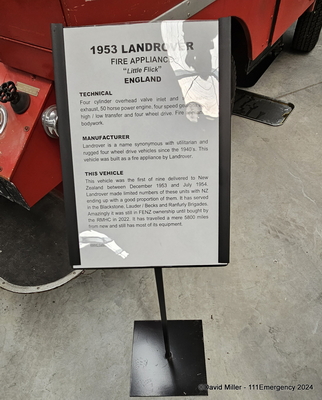 1953 LANDROVER
FIRE APPLIANCE
"Little Flick"
ENGLAND
TECHNICAL
Four cylinder overhead valve inlet and
exhaust, 50 horse power engine, four speed
high / low transfer and four wheel drive. Fire
bodywork.
MANUFACTURER
Landrover is a name synonymous with utilitarian and
rugged four wheel drive vehicles since the 1940's. This
vehicle was built as a fire appliance by Landrover.
THIS VEHICLE
This vehicle was the first of nine delivered to New
Zealand between December 1953 and July 1954.
Landrover made limited numbers of these units with NZ
ending up with a good proportion of them. It has served
in the Blackstone, Lauder / Becks and Ranfurly Brigades.
Amazingly it was still in FENZ ownership until bought by
the RMHC in 2022. It has travelled a mere 5800 miles
from new and still has most of its equipment.
©David Miller - 111Emergency 2024